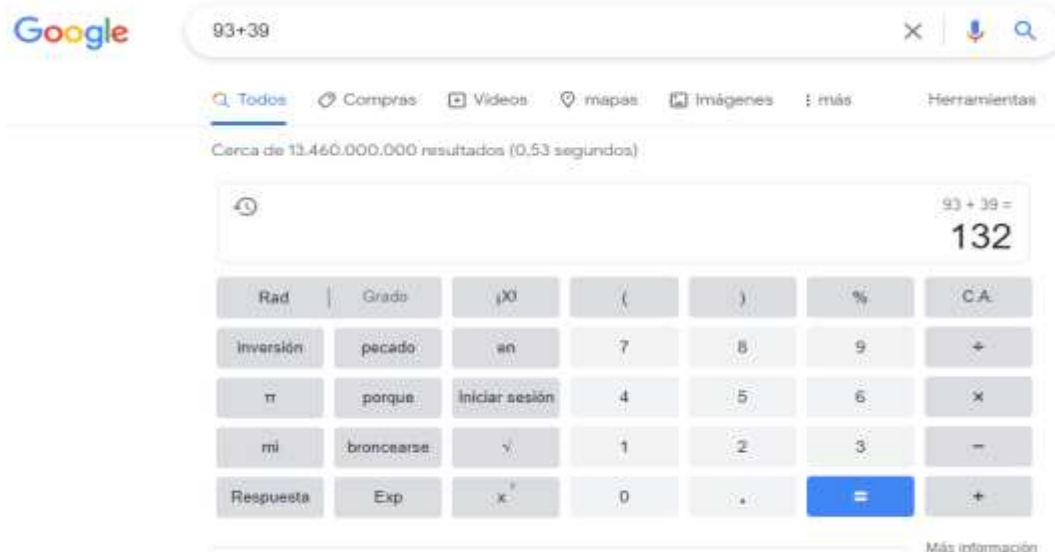 Google 93+39
Todos Compras Videos mapas Imágenes más Herramientas
Cerca de 13.460.000.000 resultados (0,53 segundos)
93 + 39 =
132
Rad | Grado ( ) % C.A.
inversión pecado en 7 8 9 ÷
π porque Iniciar sesión 4 5 6 ×
mi broncearse √ 1 2 3 −
Respuesta Exp x 0 . = +
Más información